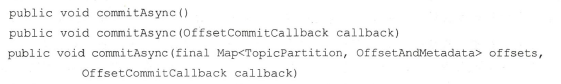 public void commitAsync()
public void commitAsync(OffsetCommitCallback callback)
public void commitAsync(final Map<TopicPartition, OffsetAndMetadata> offsets,
OffsetCommitCallback callback)